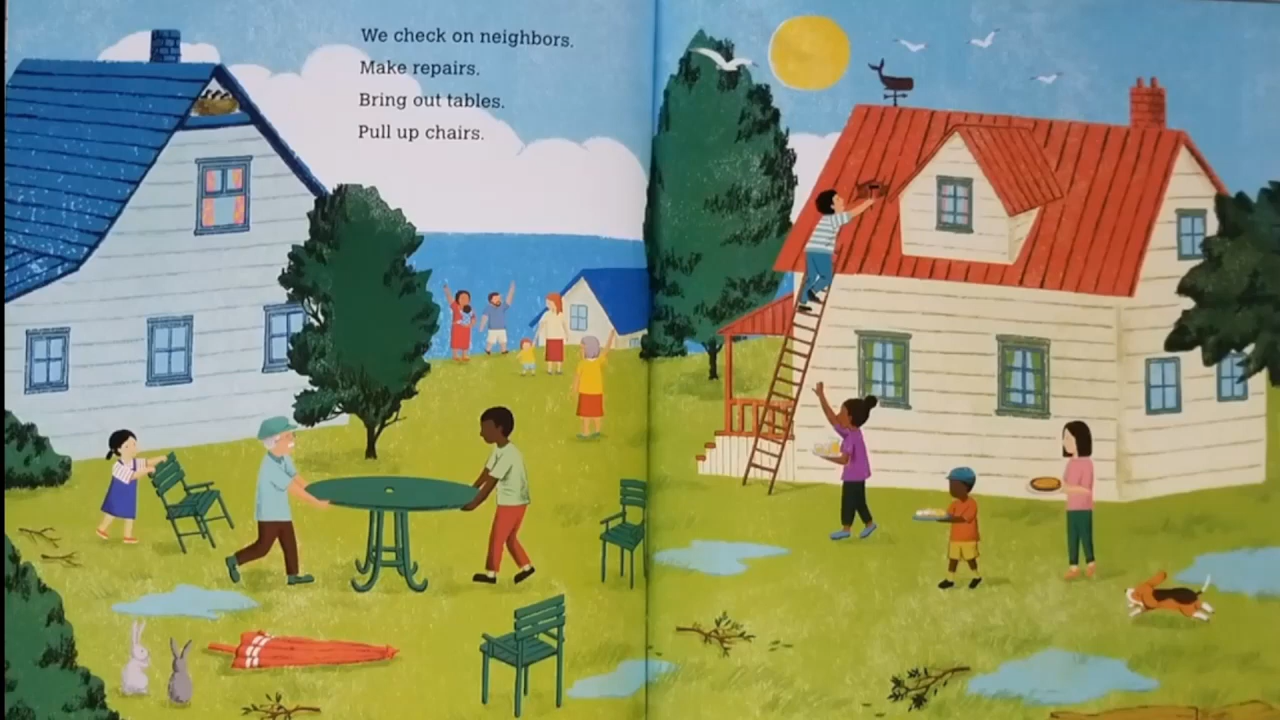 We check on neighbors.
Make repairs.
Bring out tables.
Pull up chairs.